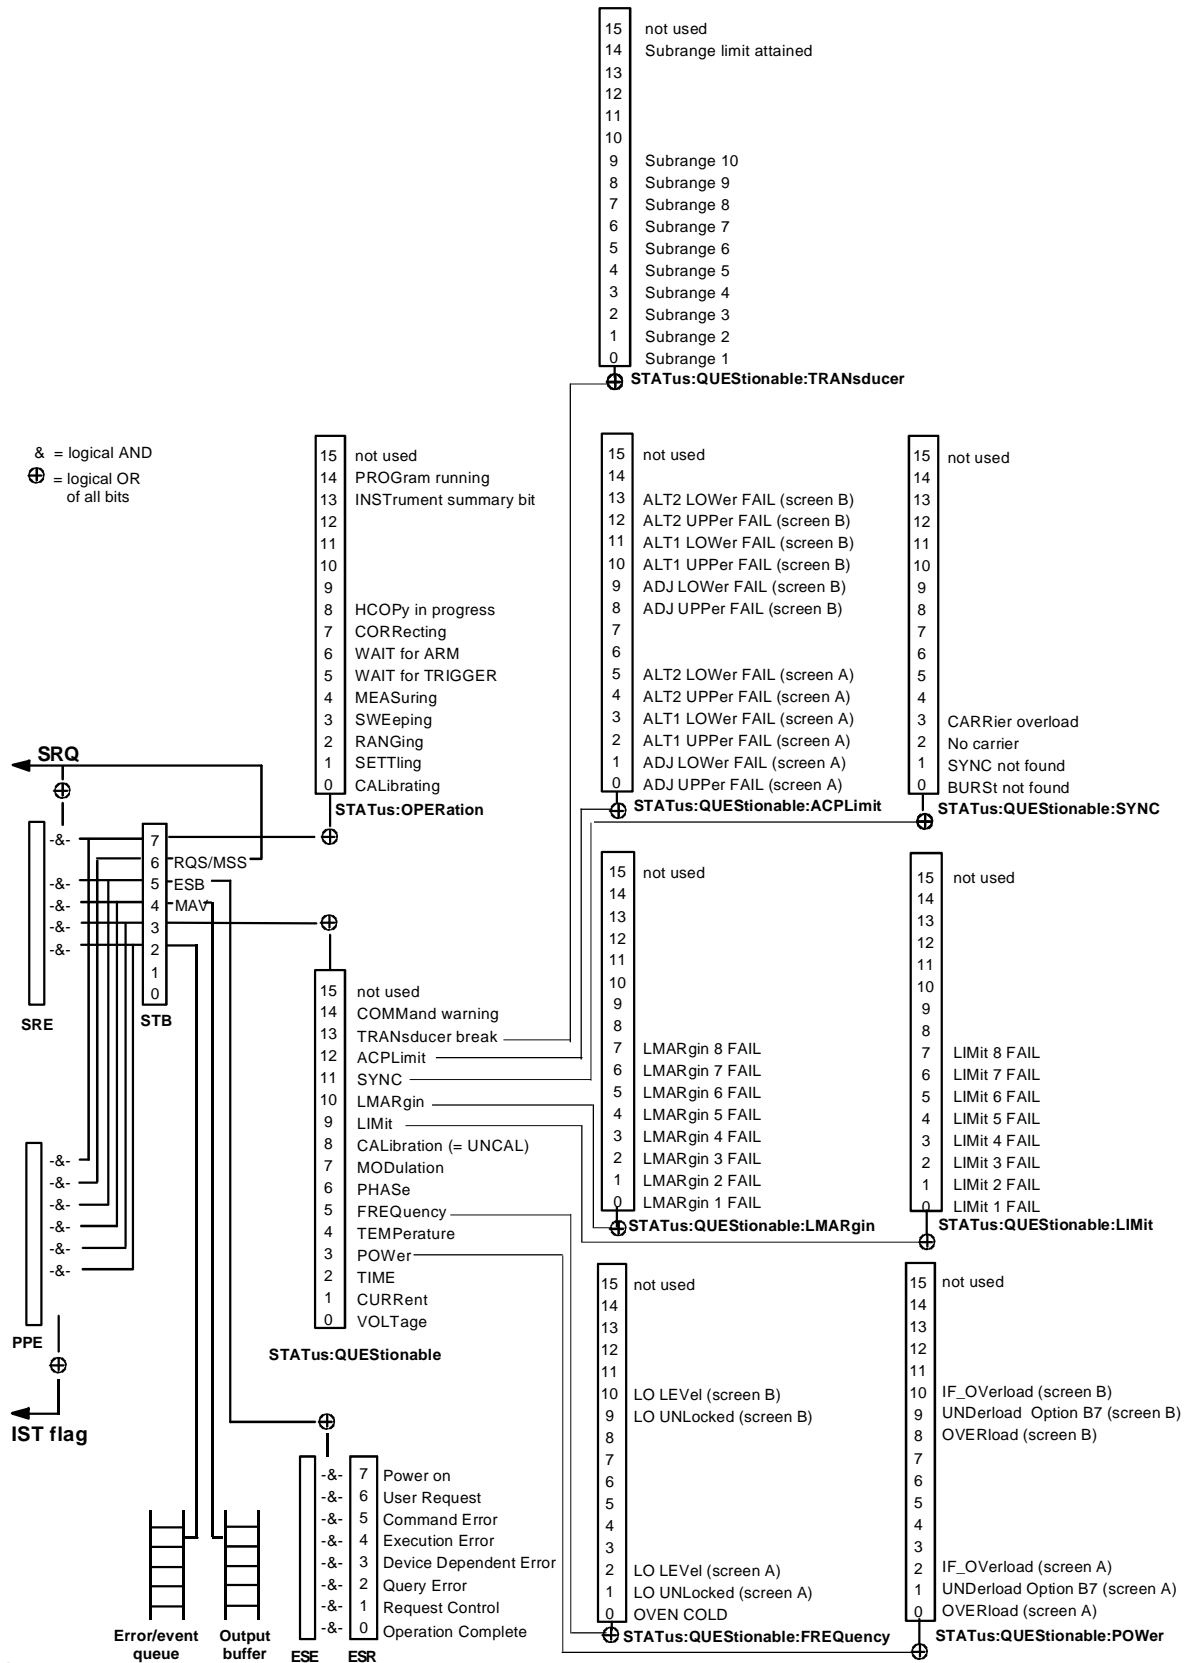 15 not used
14 Subrange limit attained
13
12
11
10
9 Subrange 10
8 Subrange 9
7 Subrange 8
6 Subrange 7
5 Subrange 6
4 Subrange 5
3 Subrange 4
2 Subrange 3
1 Subrange 2
0 Subrange 1
STATus:QUEStionable:TRANsducer
& = logical AND
⊕ = logical OR
of all bits
15 not used
14 PROGram running
13 INSTrument summary bit
12
11
10
9
8 HCOPy in progress
7 CORRecting
6 WAIT for ARM
5 WAIT for TRIGGER
4 MEASuring
3 SWEeping
2 RANGing
1 SETTling
0 CALibrating
STATus:OPERation
15 not used
14
13 ALT2 LOWer FAIL (screen B)
12 ALT2 UPPer FAIL (screen B)
11 ALT1 LOWer FAIL (screen B)
10 ALT1 UPPer FAIL (screen B)
9 ADJ LOWer FAIL (screen B)
8 ADJ UPPer FAIL (screen B)
7
6
5 ALT2 LOWer FAIL (screen A)
4 ALT2 UPPer FAIL (screen A)
3 ALT1 LOWer FAIL (screen A)
2 ALT1 UPPer FAIL (screen A)
1 ADJ LOWer FAIL (screen A)
0 ADJ UPPer FAIL (screen A)
STATus:QUEStionable:ACPLimit
15 not used
14
13
12
11
10
9
8
7
6
5
4
3 CARRier overload
2 No carrier
1 SYNC not found
0 BURSt not found
STATus:QUEStionable:SYNC
SRQ
-&-
-&-
-&-
-&-
-&-
SRE
7
6 RQS/MSS
5 ESB
4 MAV
3
2
1
0
STB
15 not used
14 COMMand warning
13 TRANsducer break
12 ACPLimit
11 SYNC
10 LMARgin
9 LIMit
8 CALibration (= UNCAL)
7 MODulation
6 PHASe
5 FREQuency
4 TEMPerature
3 POWer
2 TIME
1 CURRent
0 VOLTage
STATus:QUEStionable
15 not used
14
13
12
11
10
9
8
7 LMARgin 8 FAIL
6 LMARgin 7 FAIL
5 LMARgin 6 FAIL
4 LMARgin 5 FAIL
3 LMARgin 4 FAIL
2 LMARgin 3 FAIL
1 LMARgin 2 FAIL
0 LMARgin 1 FAIL
STATus:QUEStionable:LMARgin
15 not used
14
13
12
11
10
9
8
7 LIMit 8 FAIL
6 LIMit 7 FAIL
5 LIMit 6 FAIL
4 LIMit 5 FAIL
3 LIMit 4 FAIL
2 LIMit 3 FAIL
1 LIMit 2 FAIL
0 LIMit 1 FAIL
STATus:QUEStionable:LIMit
-&-
-&-
-&-
-&-
-&-
-&-
PPE
IST flag
15 not used
14
13
12
11
10 LO LEVel (screen B)
9 LO UNLocked (screen B)
8
7
6
5
4
3
2 LO LEVel (screen A)
1 LO UNLocked (screen A)
0 OVEN COLD
STATus:QUEStionable:FREQuency
15 not used
14
13
12
11
10 IF_OVerload (screen B)
9 UNDerload Option B7 (screen B)
8 OVERload (screen B)
7
6
5
4
3
2 IF_OVerload (screen A)
1 UNDerload Option B7 (screen A)
0 OVERload (screen A)
STATus:QUEStionable:POWer
-&- 7 Power on
-&- 6 User Request
-&- 5 Command Error
-&- 4 Execution Error
-&- 3 Device Dependent Error
-&- 2 Query Error
-&- 1 Request Control
-&- 0 Operation Complete
ESE ESR
Error/event
queue
Output
buffer